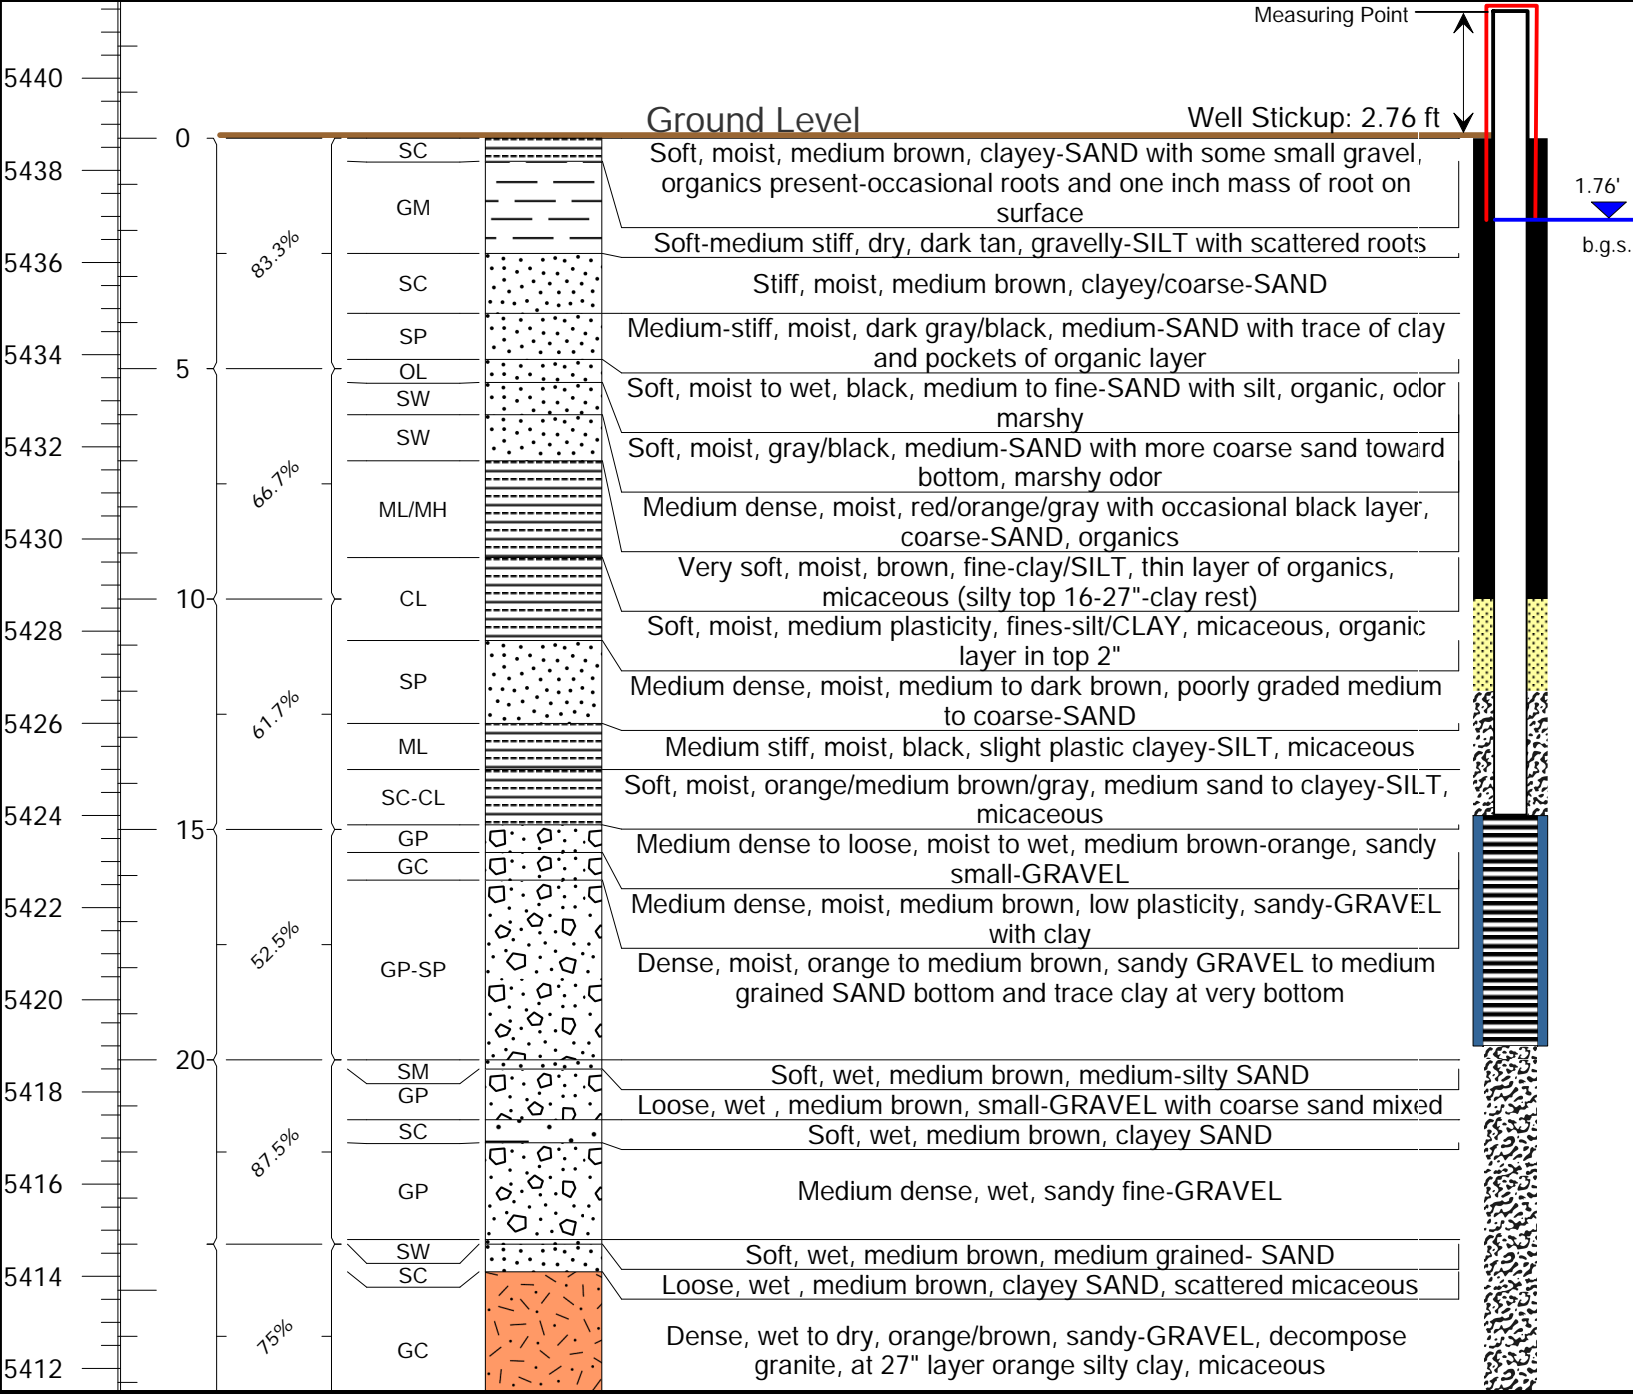 Measuring Point
5440
Ground Level
Well Stickup: 2.76 ft
0
SC
Soft, moist, medium brown, clayey-SAND with some small gravel,
organics present-occasional roots and one inch mass of root on
surface
5438
1.76'
GM
b.g.s.
83.3%
Soft-medium stiff, dry, dark tan, gravelly-SILT with scattered roots
5436
SC
Stiff, moist, medium brown, clayey/coarse-SAND
SP
Medium-stiff, moist, dark gray/black, medium-SAND with trace of clay
and pockets of organic layer
5434
5
OL
Soft, moist to wet, black, medium to fine-SAND with silt, organic, odor
marshy
SW
SW
Soft, moist, gray/black, medium-SAND with more coarse sand toward
bottom, marshy odor
5432
66.7%
ML/MH
Medium dense, moist, red/orange/gray with occasional black layer,
coarse-SAND, organics
5430
Very soft, moist, brown, fine-clay/SILT, thin layer of organics,
micaceous (silty top 16-27"-clay rest)
10
CL
5428
Soft, moist, medium plasticity, fines-silt/CLAY, micaceous, organic
layer in top 2"
SP
Medium dense, moist, medium to dark brown, poorly graded medium
to coarse-SAND
61.7%
5426
ML
Medium stiff, moist, black, slight plastic clayey-SILT, micaceous
SC-CL
Soft, moist, orange/medium brown/gray, medium sand to clayey-SILT,
micaceous
5424
15
GP
Medium dense to loose, moist to wet, medium brown-orange, sandy
small-GRAVEL
GC
5422
Medium dense, moist, medium brown, low plasticity, sandy-GRAVEL
with clay
52.5%
GP-SP
Dense, moist, orange to medium brown, sandy GRAVEL to medium
grained SAND bottom and trace clay at very bottom
5420
20
SM
Soft, wet, medium brown, medium-silty SAND
5418
GP
Loose, wet , medium brown, small-GRAVEL with coarse sand mixed
SC
Soft, wet, medium brown, clayey SAND
87.5%
5416
GP
Medium dense, wet, sandy fine-GRAVEL
SW
Soft, wet, medium brown, medium grained- SAND
5414
SC
Loose, wet , medium brown, clayey SAND, scattered micaceous
75%
GC
Dense, wet to dry, orange/brown, sandy-GRAVEL, decompose
granite, at 27" layer orange silty clay, micaceous
5412